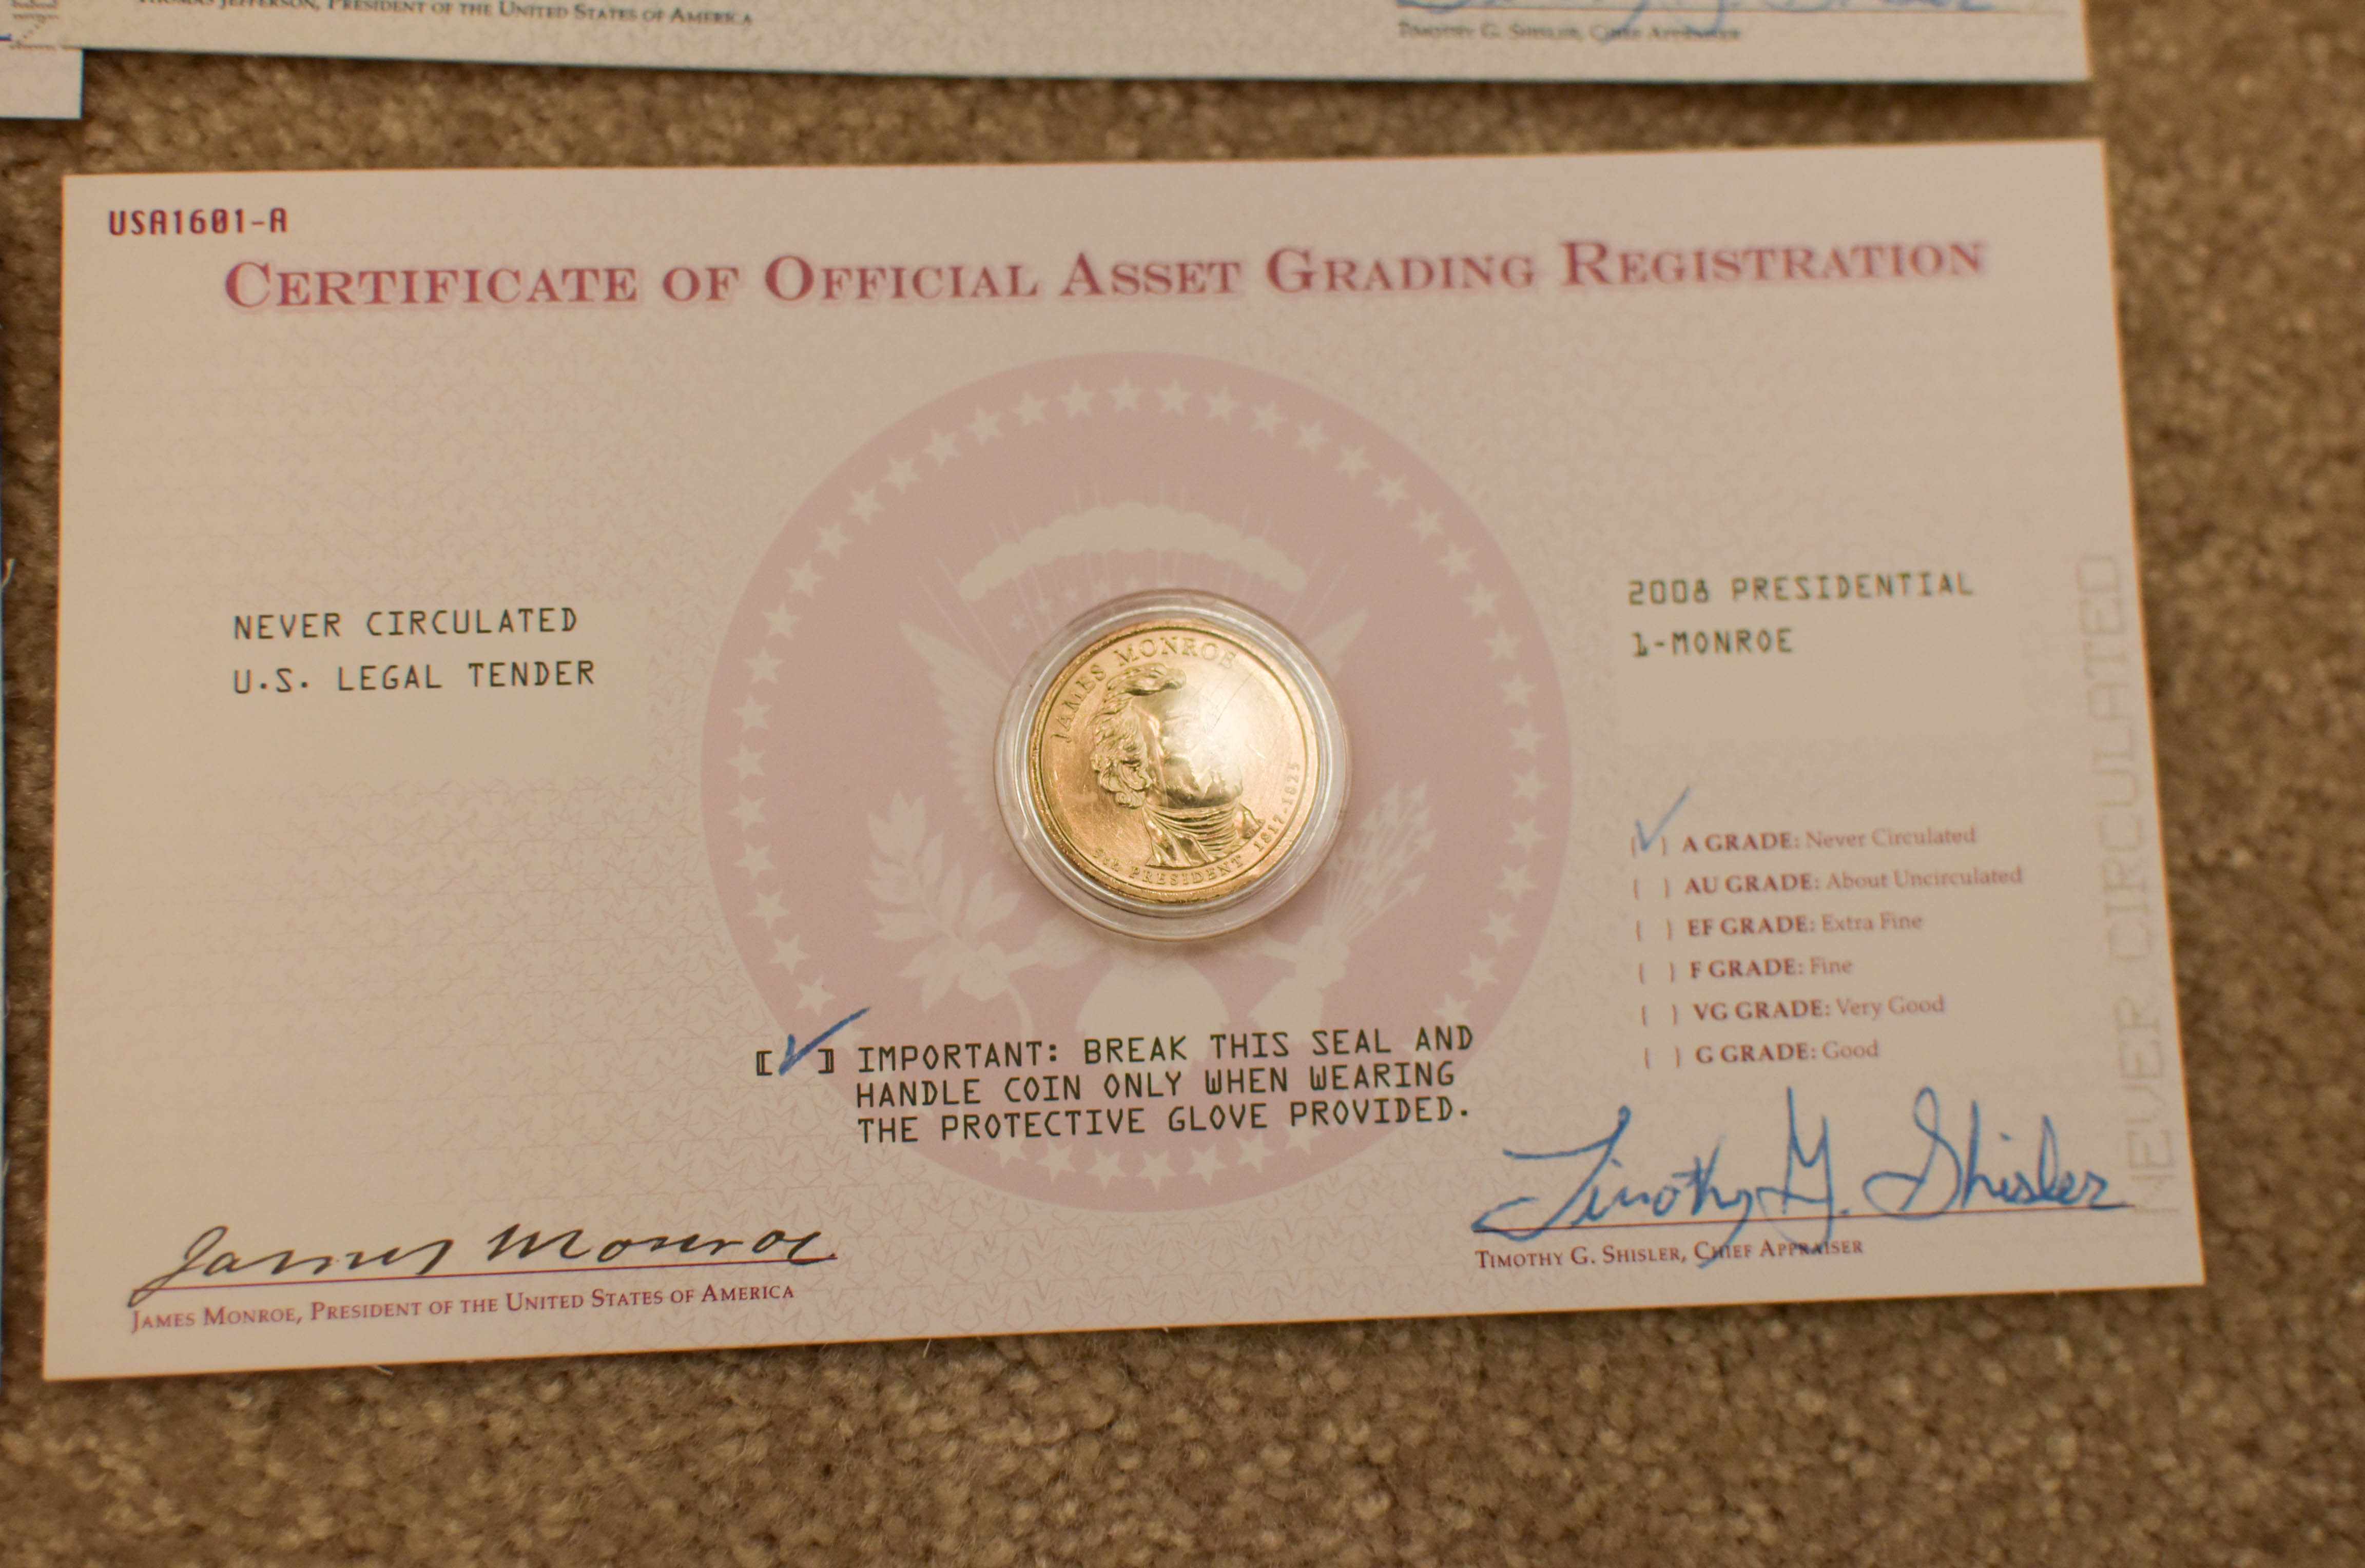 THOMAS JEFFERSON, PRESIDENT OF THE UNITED STATES OF AMERICA
TIMOTHY G. SHISLER, CHIEF APPRAISER
USA1601-A
CERTIFICATE OF OFFICIAL ASSET GRADING REGISTRATION
NEVER CIRCULATED
U.S. LEGAL TENDER
JAMES MONROE
5th PRESIDENT 1817-1825
2008 PRESIDENTIAL
1-MONROE
[✓] A GRADE: Never Circulated
[ ] AU GRADE: About Uncirculated
[ ] EF GRADE: Extra Fine
[ ] F GRADE: Fine
[ ] VG GRADE: Very Good
[ ] G GRADE: Good
NEVER CIRCULATED
[✓] IMPORTANT: BREAK THIS SEAL AND
HANDLE COIN ONLY WHEN WEARING
THE PROTECTIVE GLOVE PROVIDED.
James Monroe
JAMES MONROE, PRESIDENT OF THE UNITED STATES OF AMERICA
Timothy G. Shisler
TIMOTHY G. SHISLER, CHIEF APPRAISER